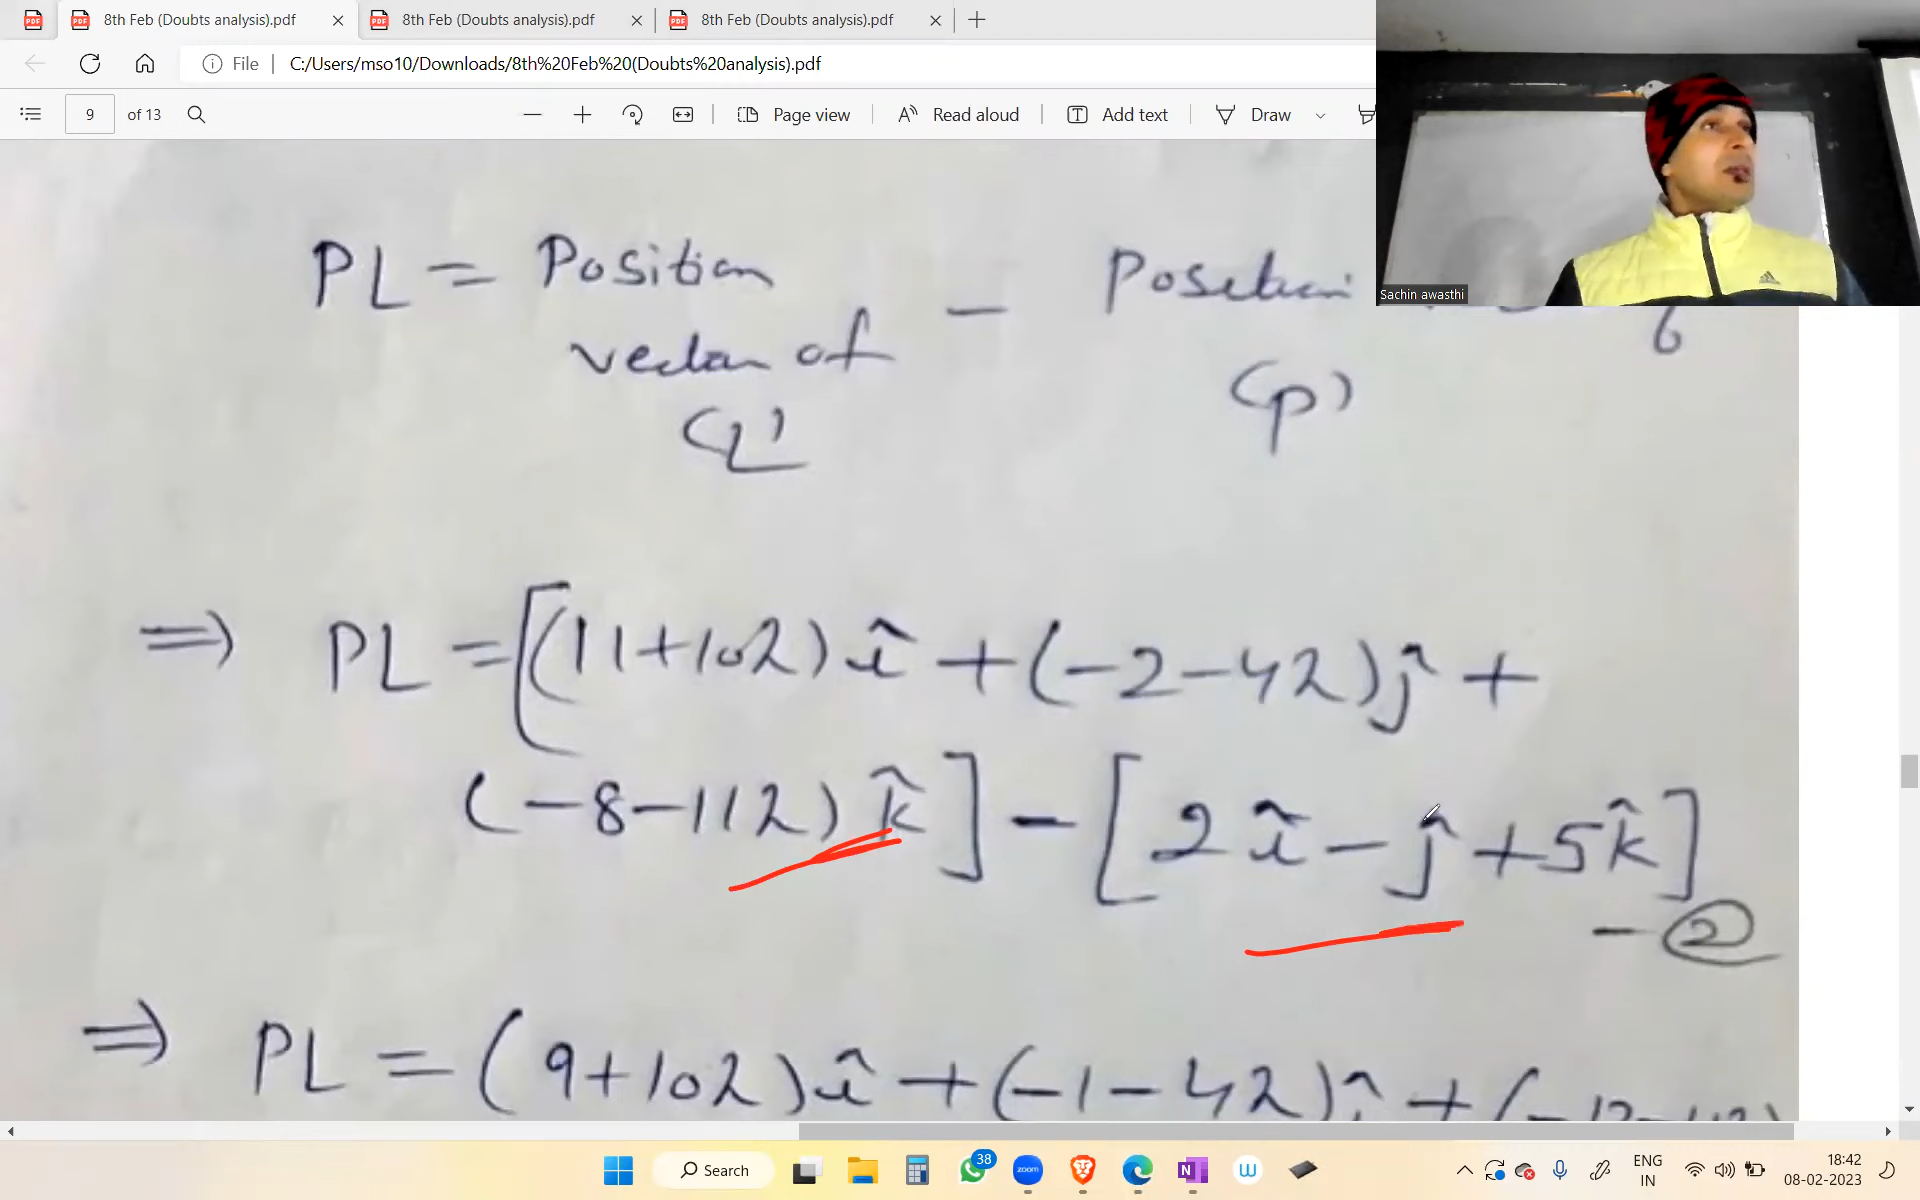 8th Feb (Doubts analysis).pdf
8th Feb (Doubts analysis).pdf
8th Feb (Doubts analysis).pdf
File
C:/Users/mso10/Downloads/8th%20Feb%20(Doubts%20analysis).pdf
9 of 13
Page view
Read aloud
Add text
Draw
Sachin awasthi
PL = Position - Position
vector of
(L) (P)
⇒ PL = [(11+10λ) î + (-2-4λ) ĵ +
(-8-11λ) k̂] - [2î - ĵ + 5k̂]
- ②
⇒ PL = (9+10λ) î + (-1-4λ) ĵ + (-13-11λ)
Search
38
zoom
ENG
IN
18:42
08-02-2023